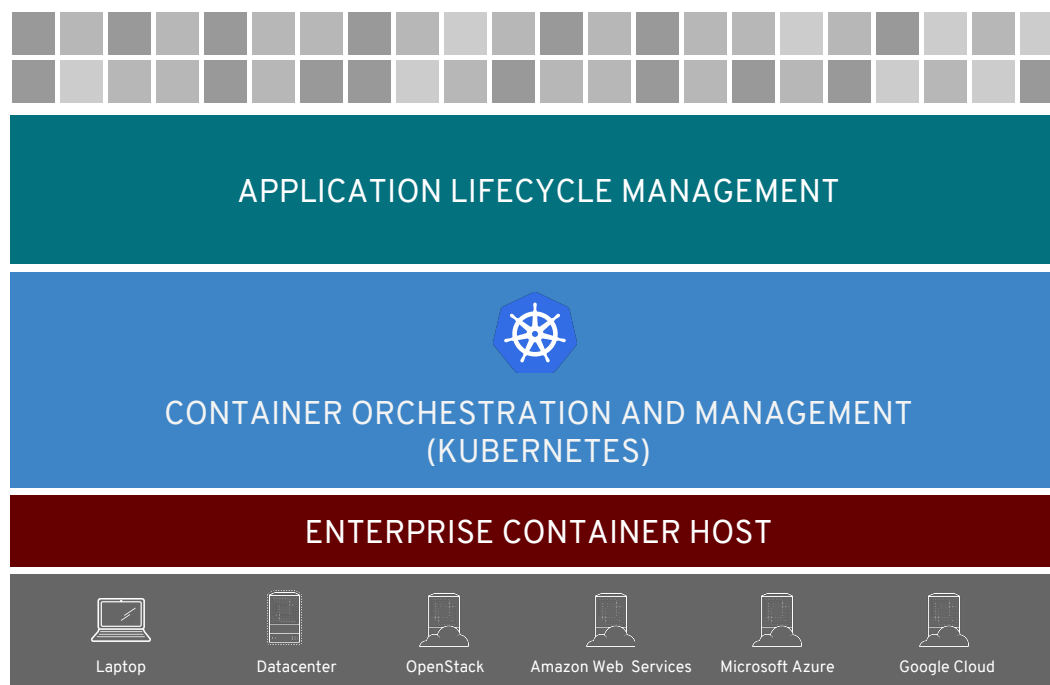 APPLICATION LIFECYCLE MANAGEMENT
CONTAINER ORCHESTRATION AND MANAGEMENT
(KUBERNETES)
ENTERPRISE CONTAINER HOST
Laptop
Datacenter
OpenStack
Amazon Web Services
Microsoft Azure
Google Cloud